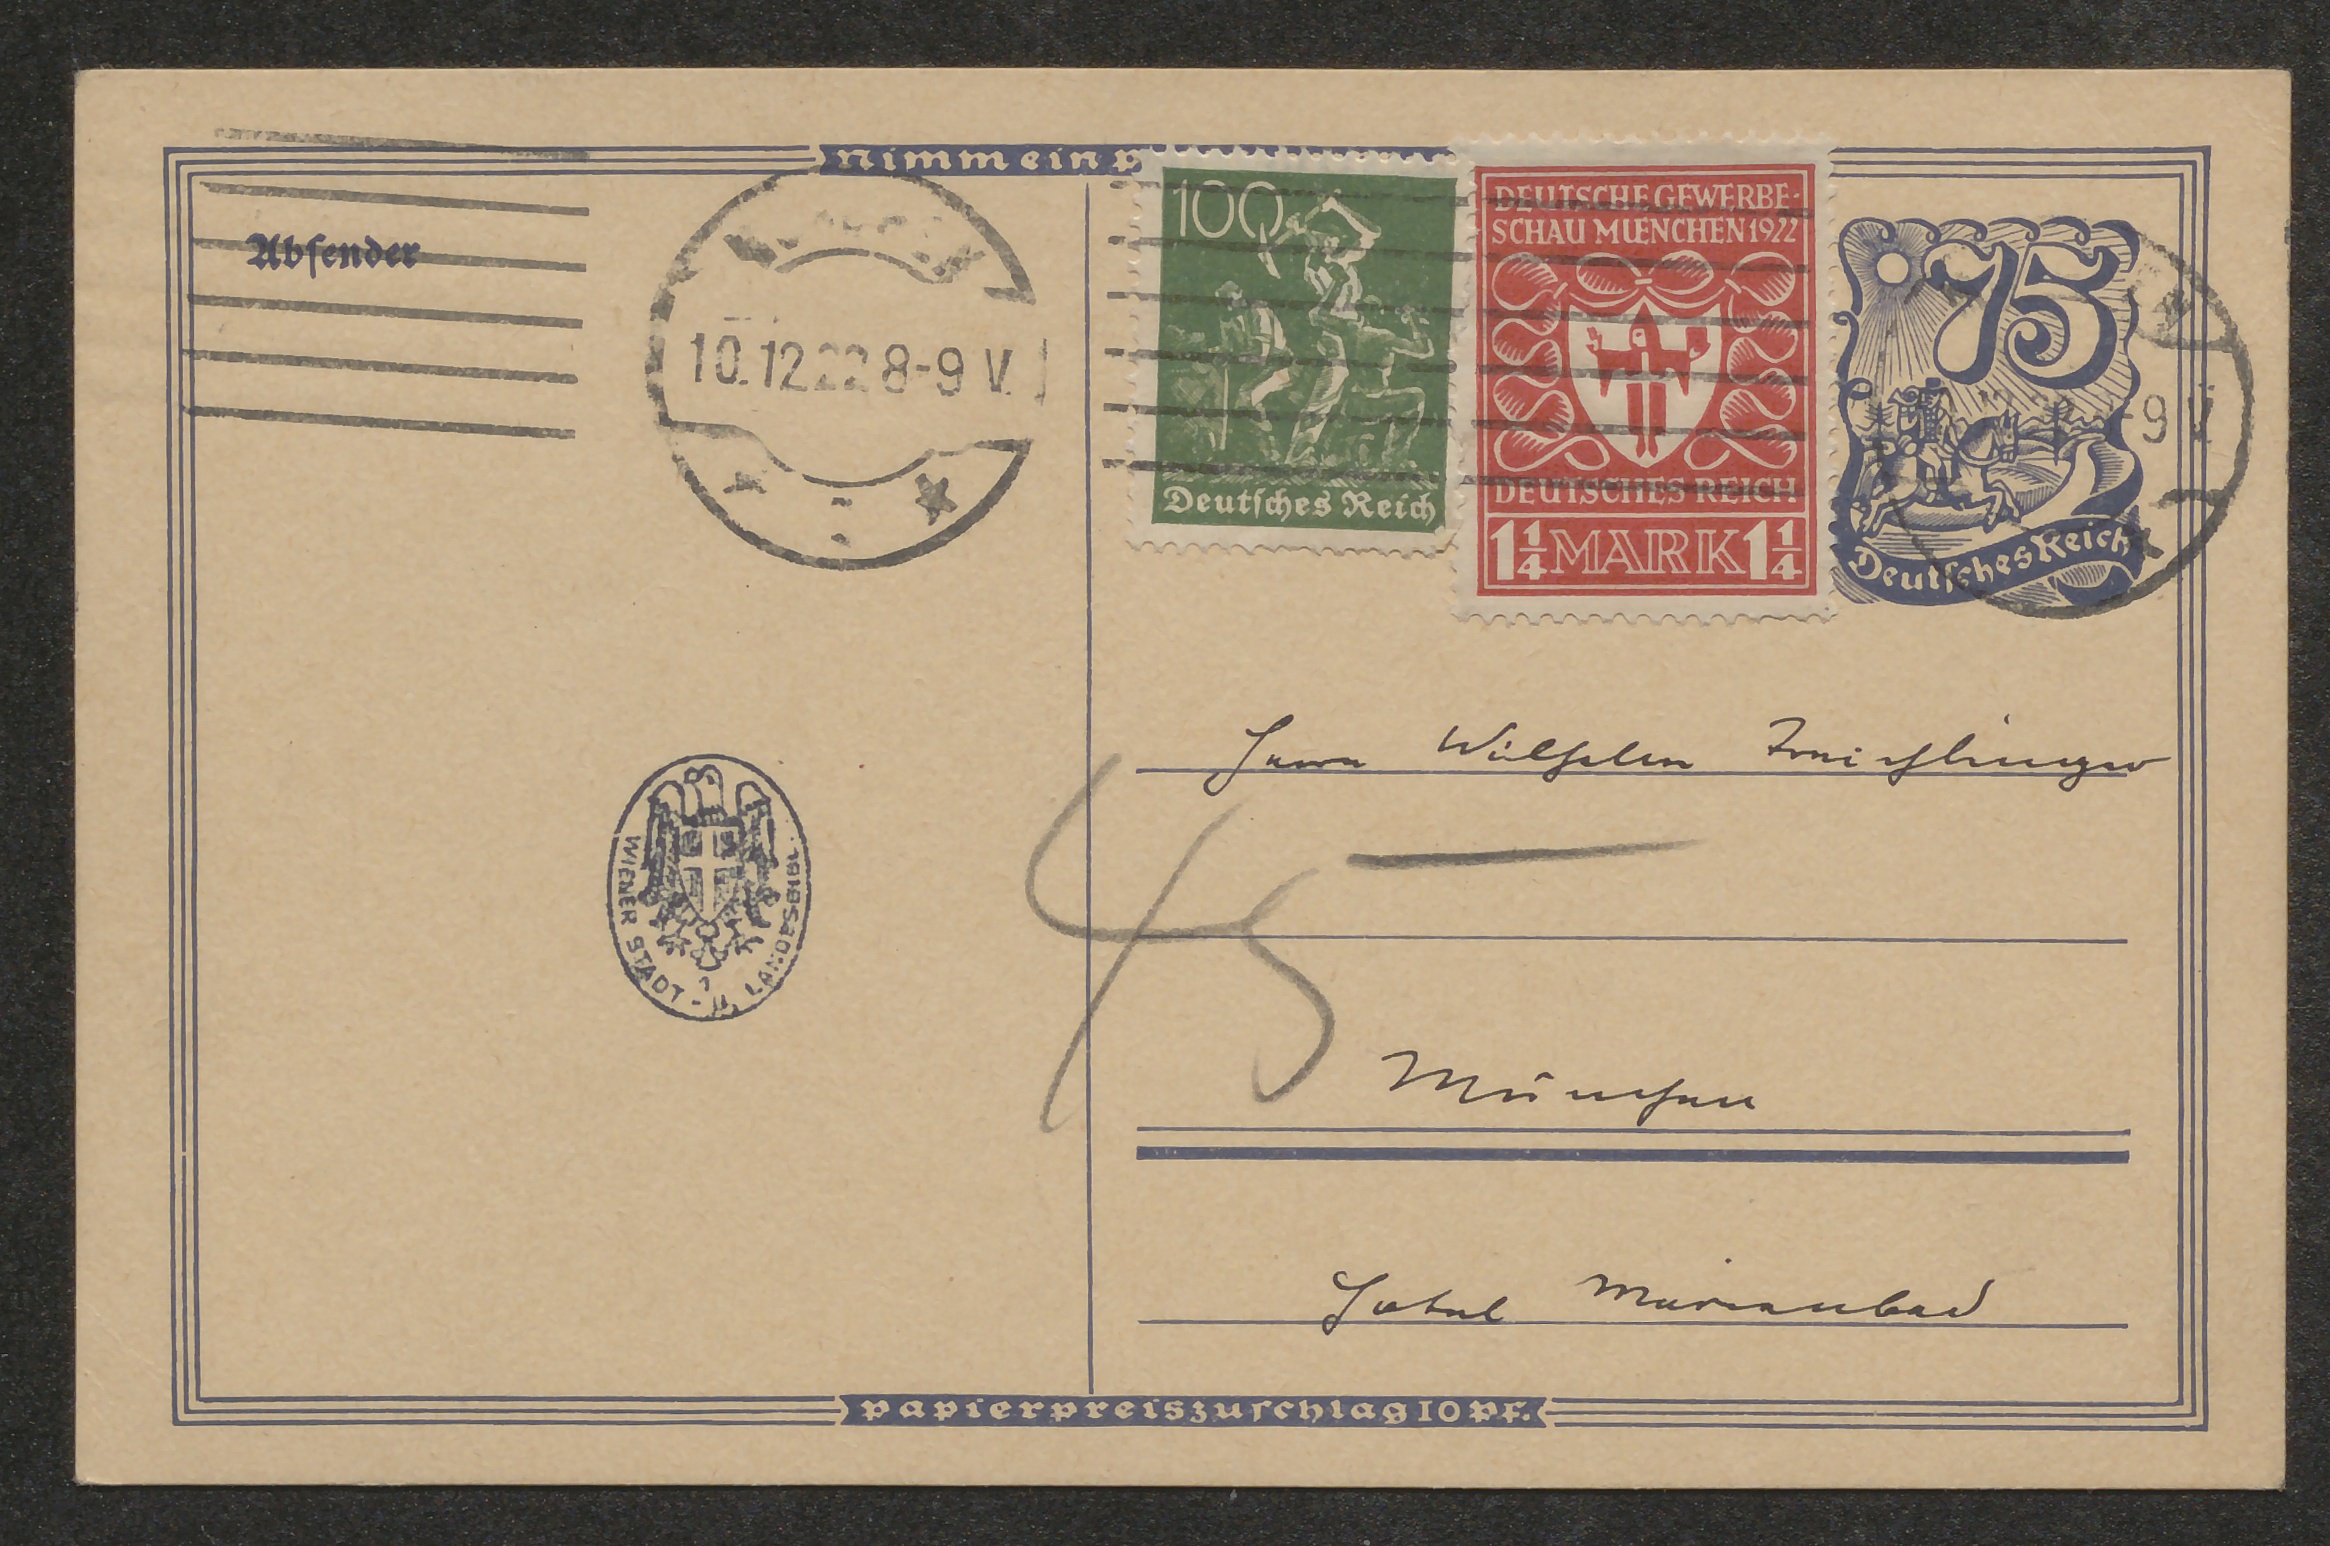 Nimm ein P
Absender
10.12.22 8-9 V.
100
Deutsches Reich
DEUTSCHE GEWERBE-
SCHAU MUENCHEN 1922
DEUTSCHES REICH
1 1/4 MARK 1 1/4
75
Deutsches Reich
-9 V
Herrn Wilhelm
45
WIENER STADT- U. LANDESBIBL.
München
Hotel Marienbad
Papierpreiszuschlag 10 Pf.